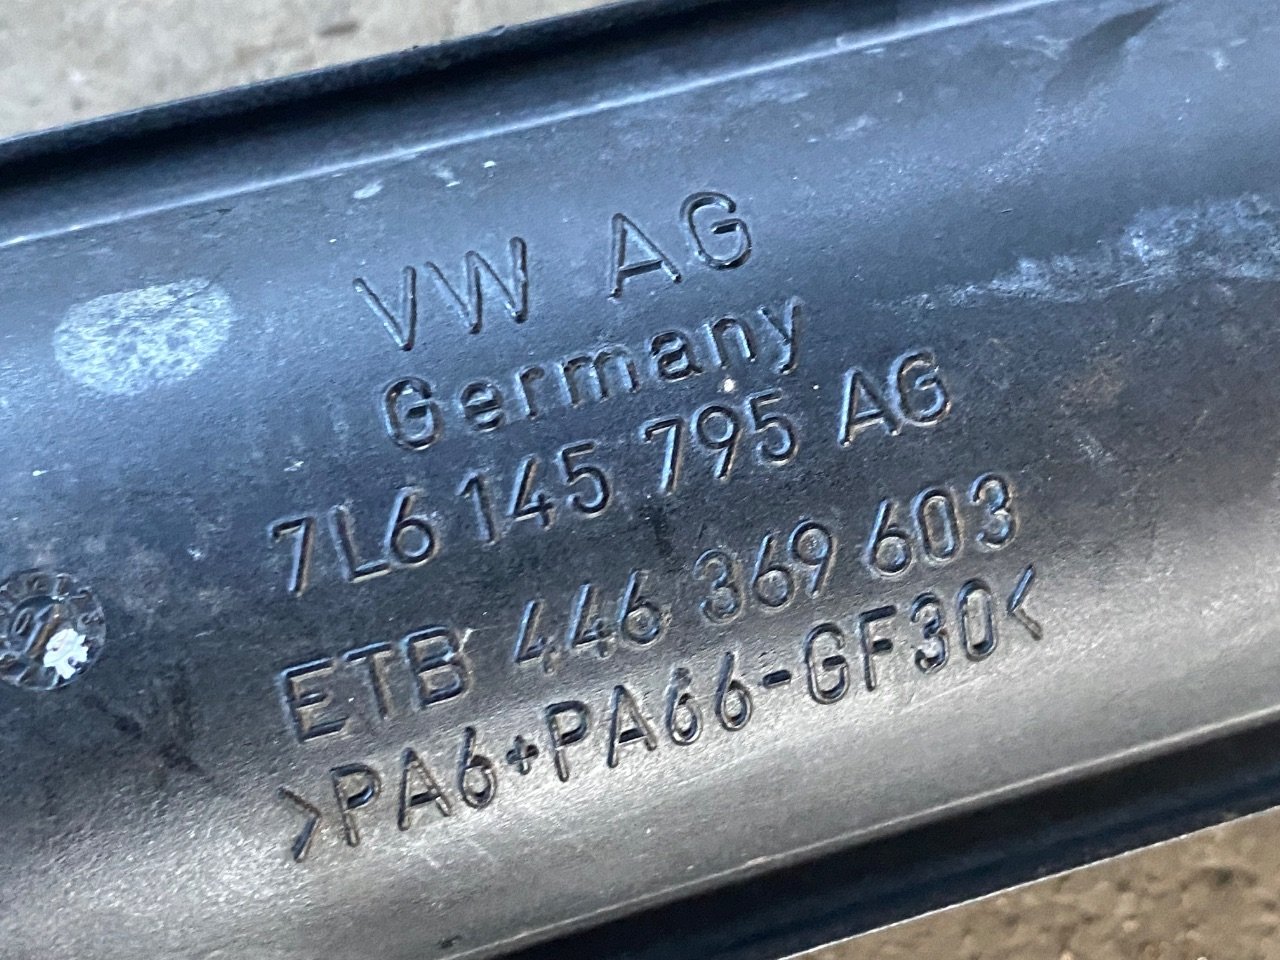 VW AG
Germany
7L6 145 795 AG
ETB 446 369 603
>PA6+PA66-GF30<